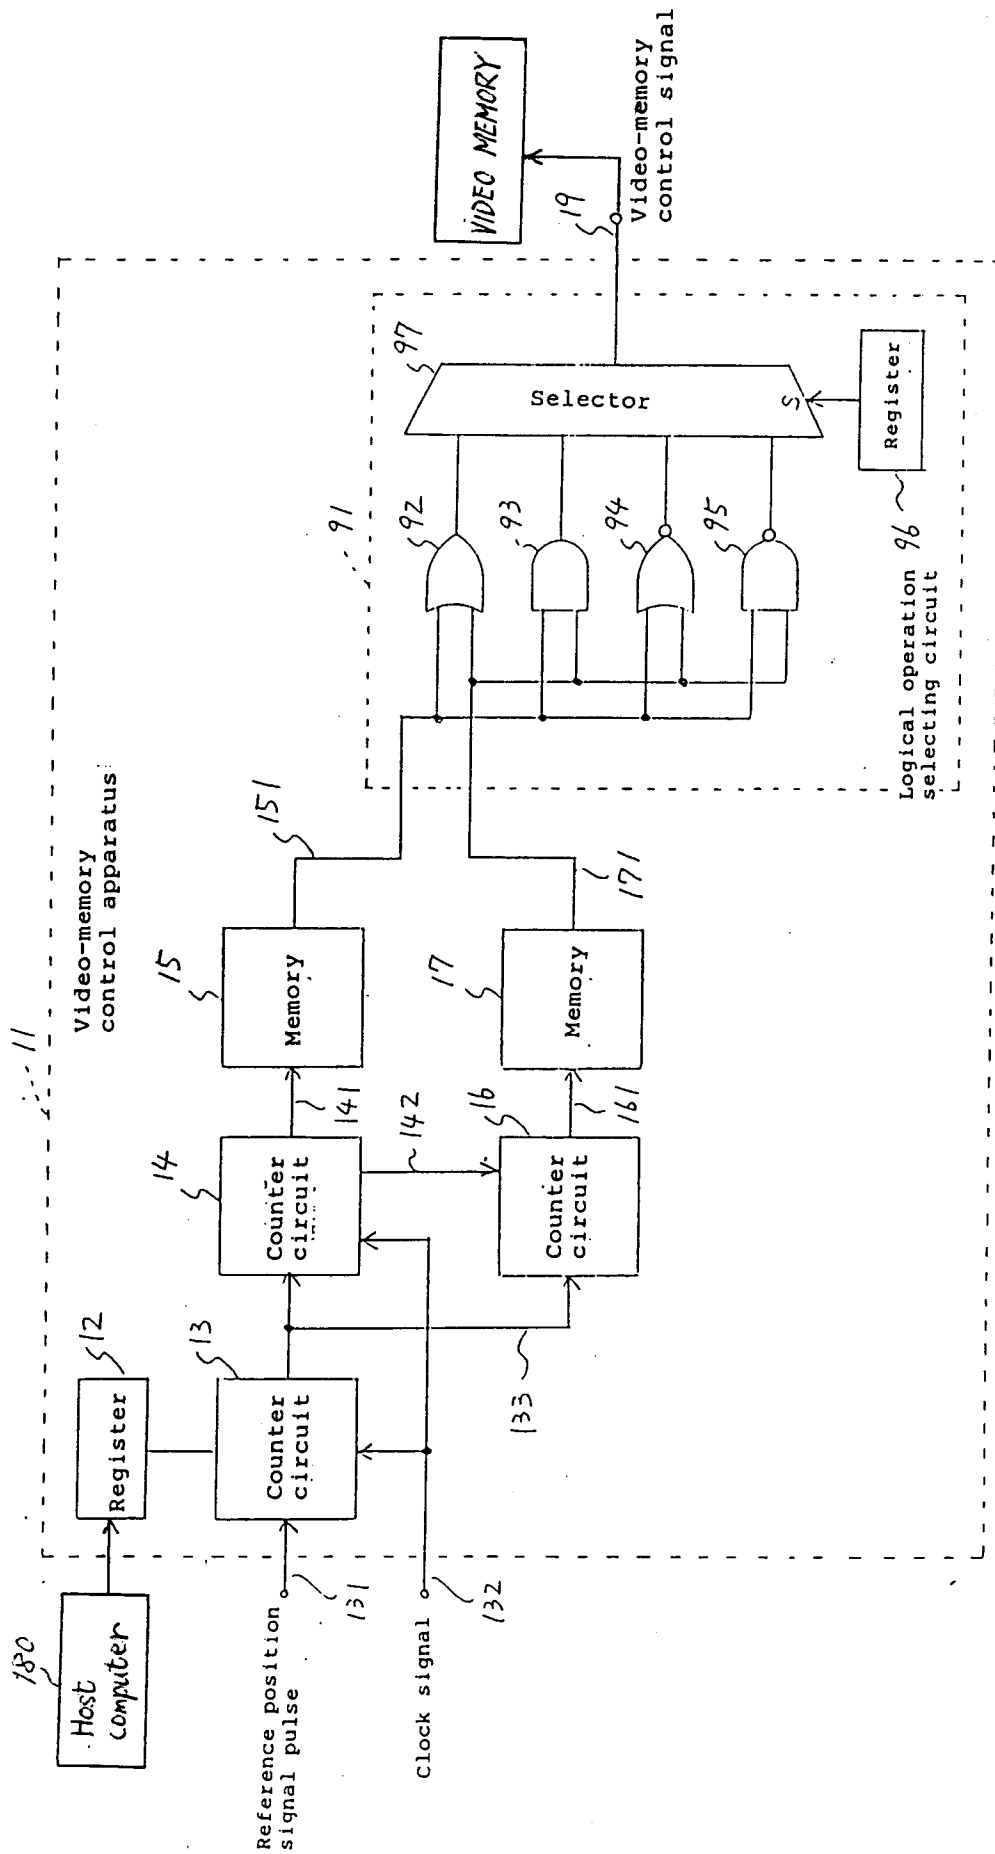 11
Video-memory
control apparatus
180
Host
Computer
12
Register
Reference position
signal pulse
131
13
Counter
circuit
Clock signal
132
133
14
Counter
circuit
141
142
15
Memory
151
16
Counter
circuit
161
17
Memory
171
91
92
93
94
95
97
Selector
S
Register
96
Logical operation
selecting circuit
19
VIDEO MEMORY
Video-memory
control signal